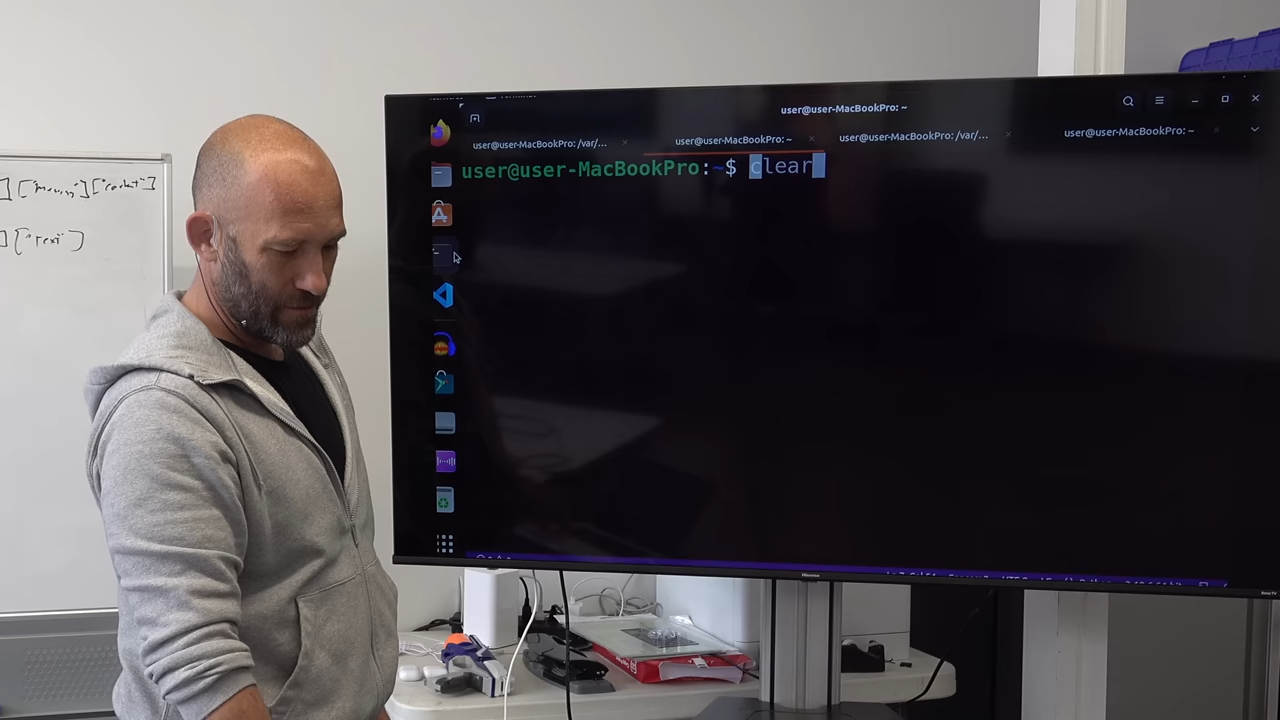 user@user-MacBookPro: ~
user@user-MacBookPro: /var/...
user@user-MacBookPro: ~
user@user-MacBookPro: /var/...
user@user-MacBookPro: ~
user@user-MacBookPro:~$ clear
["text"]
Hisense